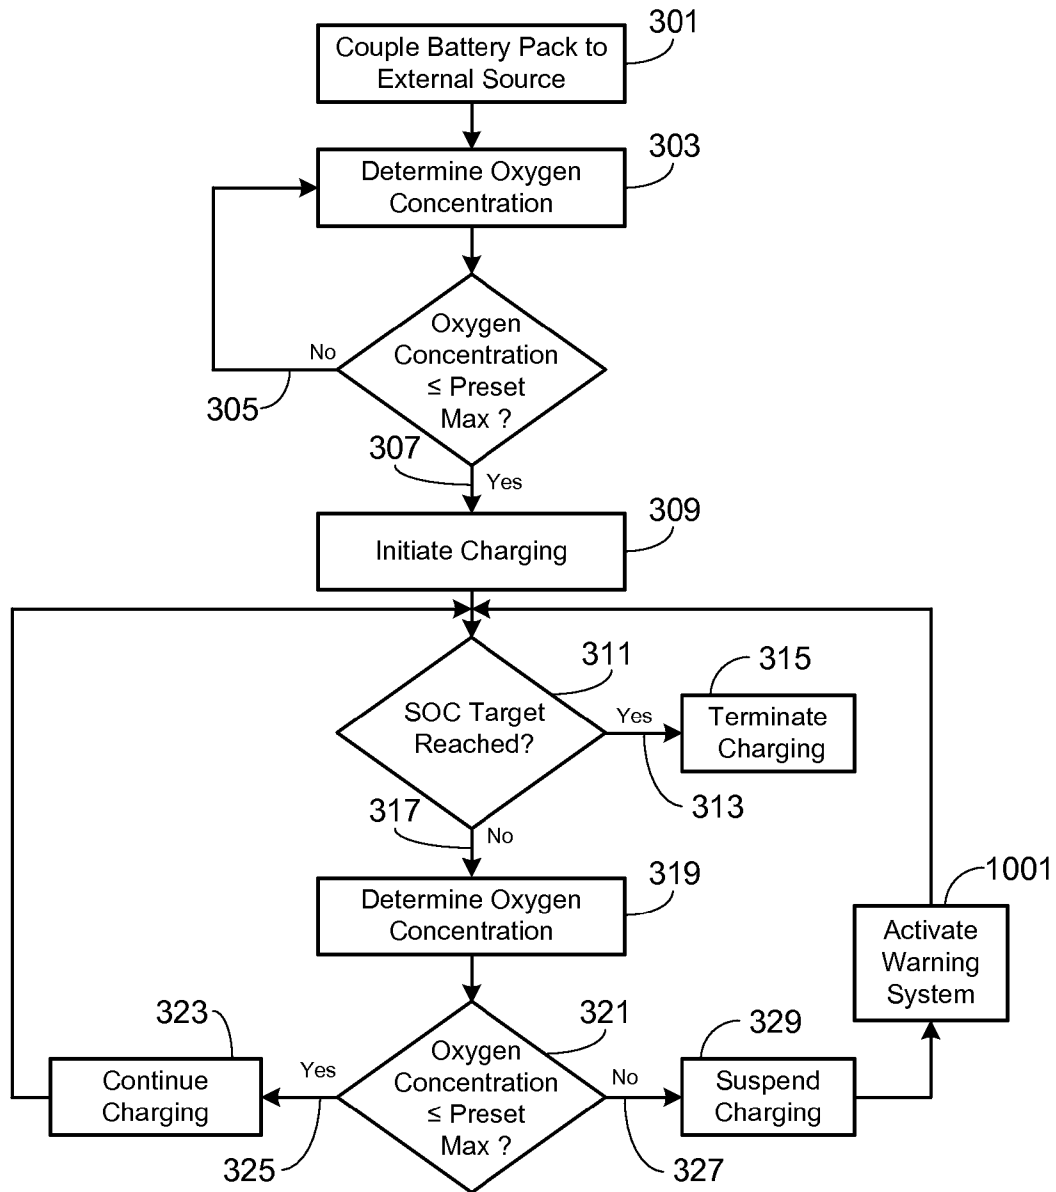 301
Couple Battery Pack to
External Source
303
Determine Oxygen
Concentration
Oxygen
Concentration
≤ Preset
Max ?
No
305
307
Yes
309
Initiate Charging
311
SOC Target
Reached?
Yes
313
315
Terminate
Charging
317
No
319
Determine Oxygen
Concentration
1001
Activate
Warning
System
321
Oxygen
Concentration
≤ Preset
Max ?
323
Yes
Continue
Charging
325
No
327
329
Suspend
Charging